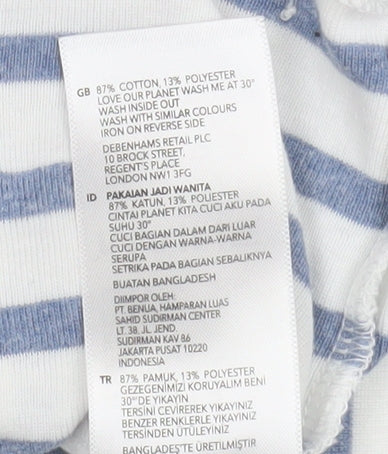 GB 87% COTTON, 13% POLYESTER
LOVE OUR PLANET WASH ME AT 30°
WASH INSIDE OUT
WASH WITH SIMILAR COLOURS
IRON ON REVERSE SIDE
DEBENHAMS RETAIL PLC
10 BROCK STREET,
REGENT'S PLACE
LONDON NW1 3FG
ID PAKAIAN JADI WANITA
87% KATUN, 13% POLIESTER
CINTAI PLANET KITA CUCI AKU PADA
SUHU 30°
CUCI BAGIAN DALAM DARI LUAR
CUCI DENGAN WARNA-WARNA
SERUPA
SETRIKA PADA BAGIAN SEBALIKNYA
BUATAN BANGLADESH
DIIMPOR OLEH:
PT. BENUA, HAMPARAN LUAS
SAHID SUDIRMAN CENTER
LT. 38. JL. JEND.
SUDIRMAN KAV 86
JAKARTA PUSAT 10220
INDONESIA
TR 87% PAMUK, 13% POLIESTER
GEZEGENIMIZI KORUYALIM BENI
30°'DE YIKAYIN
TERSİNİ ÇEVİREREK YIKAYINIZ
BENZER RENKLERLE YIKAYINIZ
TERSİNDEN ÜTÜLEYİNİZ
BANGLADEŞ'TE ÜRETİLMİŞTİR